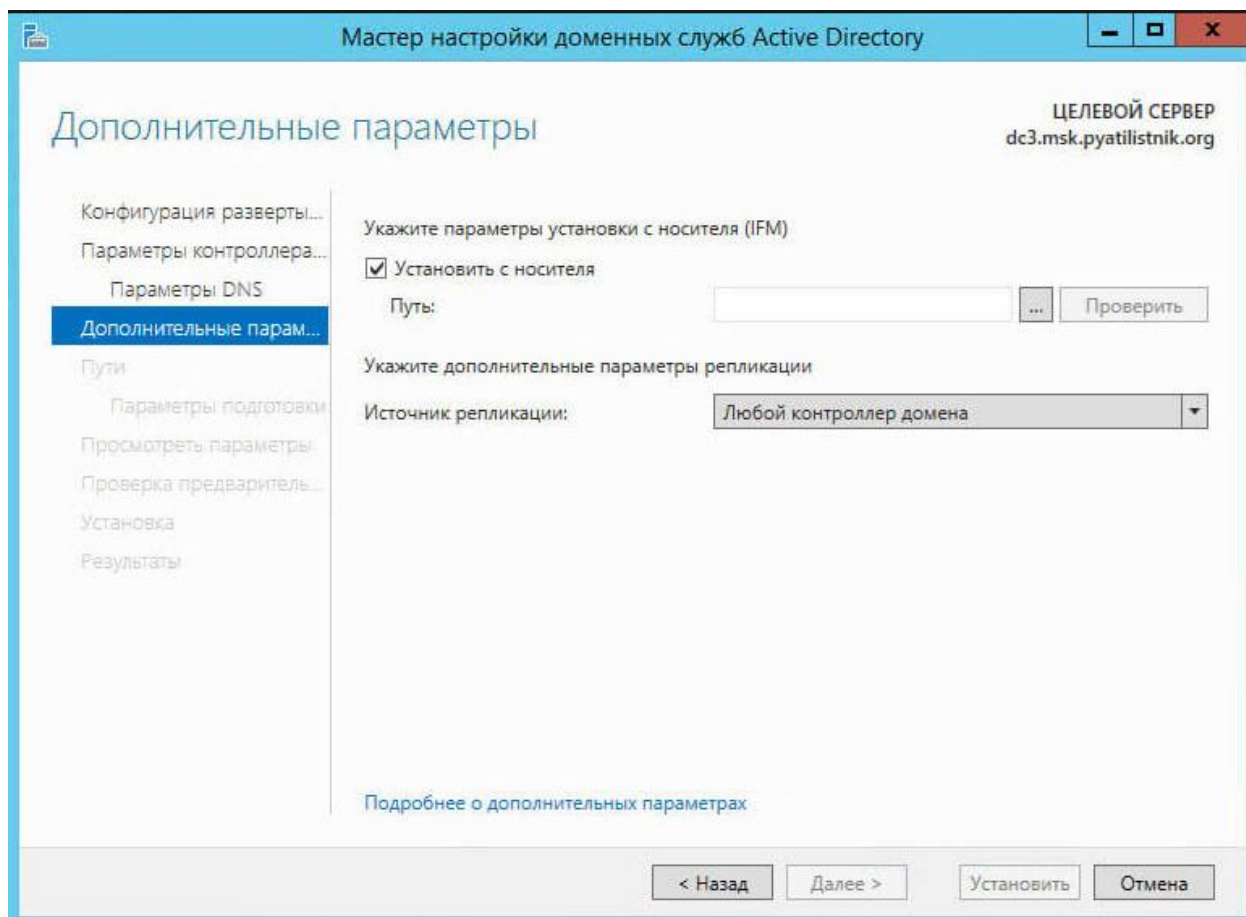 Мастер настройки доменных служб Active Directory
Дополнительные параметры
ЦЕЛЕВОЙ СЕРВЕР
dc3.msk.pyatilistnik.org
Конфигурация разверты...
Параметры контроллера...
Параметры DNS
Дополнительные парам...
Пути
Параметры подготовки
Просмотреть параметры
Проверка предваритель...
Установка
Результаты
Укажите параметры установки с носителя (IFM)
Установить с носителя
Путь:
... Проверить
Укажите дополнительные параметры репликации
Источник репликации: Любой контроллер домена
Подробнее о дополнительных параметрах
< Назад Далее > Установить Отмена